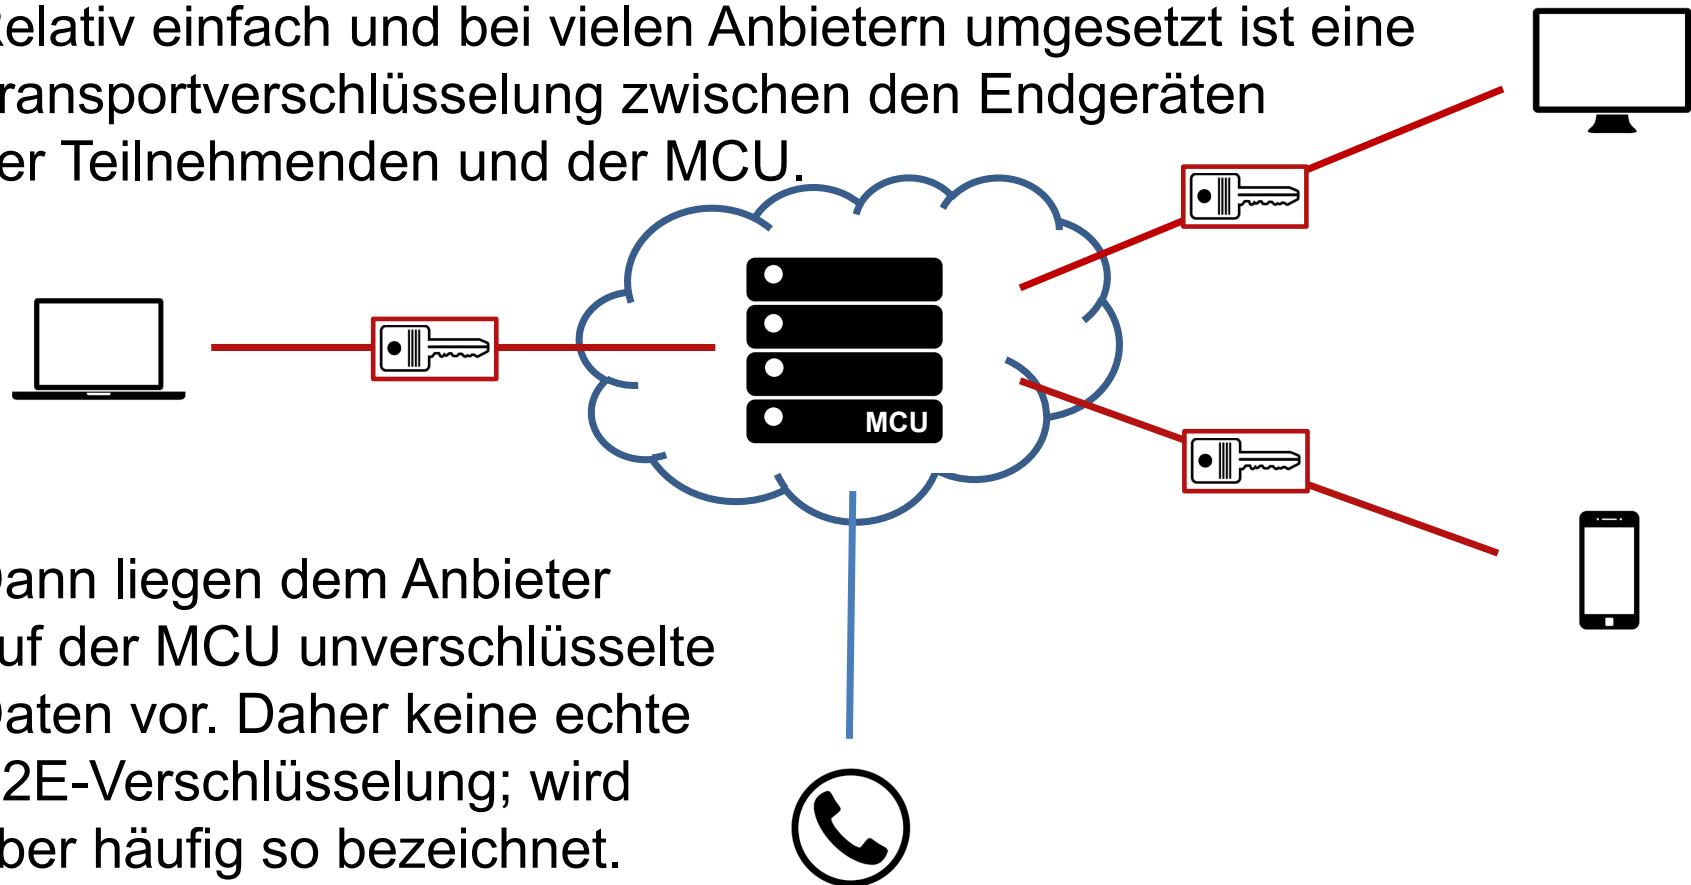 elativ einfach und bei vielen Anbietern umgesetzt ist eine
ransportverschlüsselung zwischen den Endgeräten
er Teilnehmenden und der MCU.
MCU
ann liegen dem Anbieter
uf der MCU unverschlüsselte
aten vor. Daher keine echte
2E-Verschlüsselung; wird
ber häufig so bezeichnet.